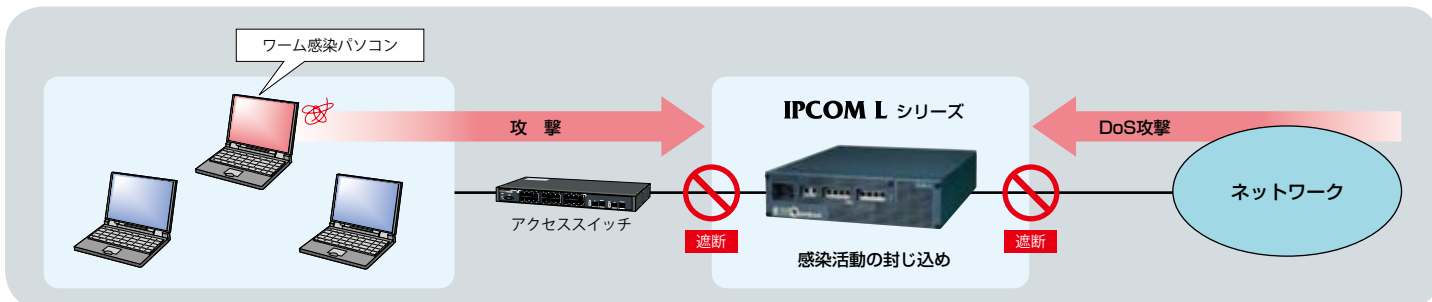 ワーム感染パソコン
攻 撃
IPCOM L シリーズ
DoS攻撃
アクセススイッチ
遮断
遮断
感染活動の封じ込め
ネットワーク